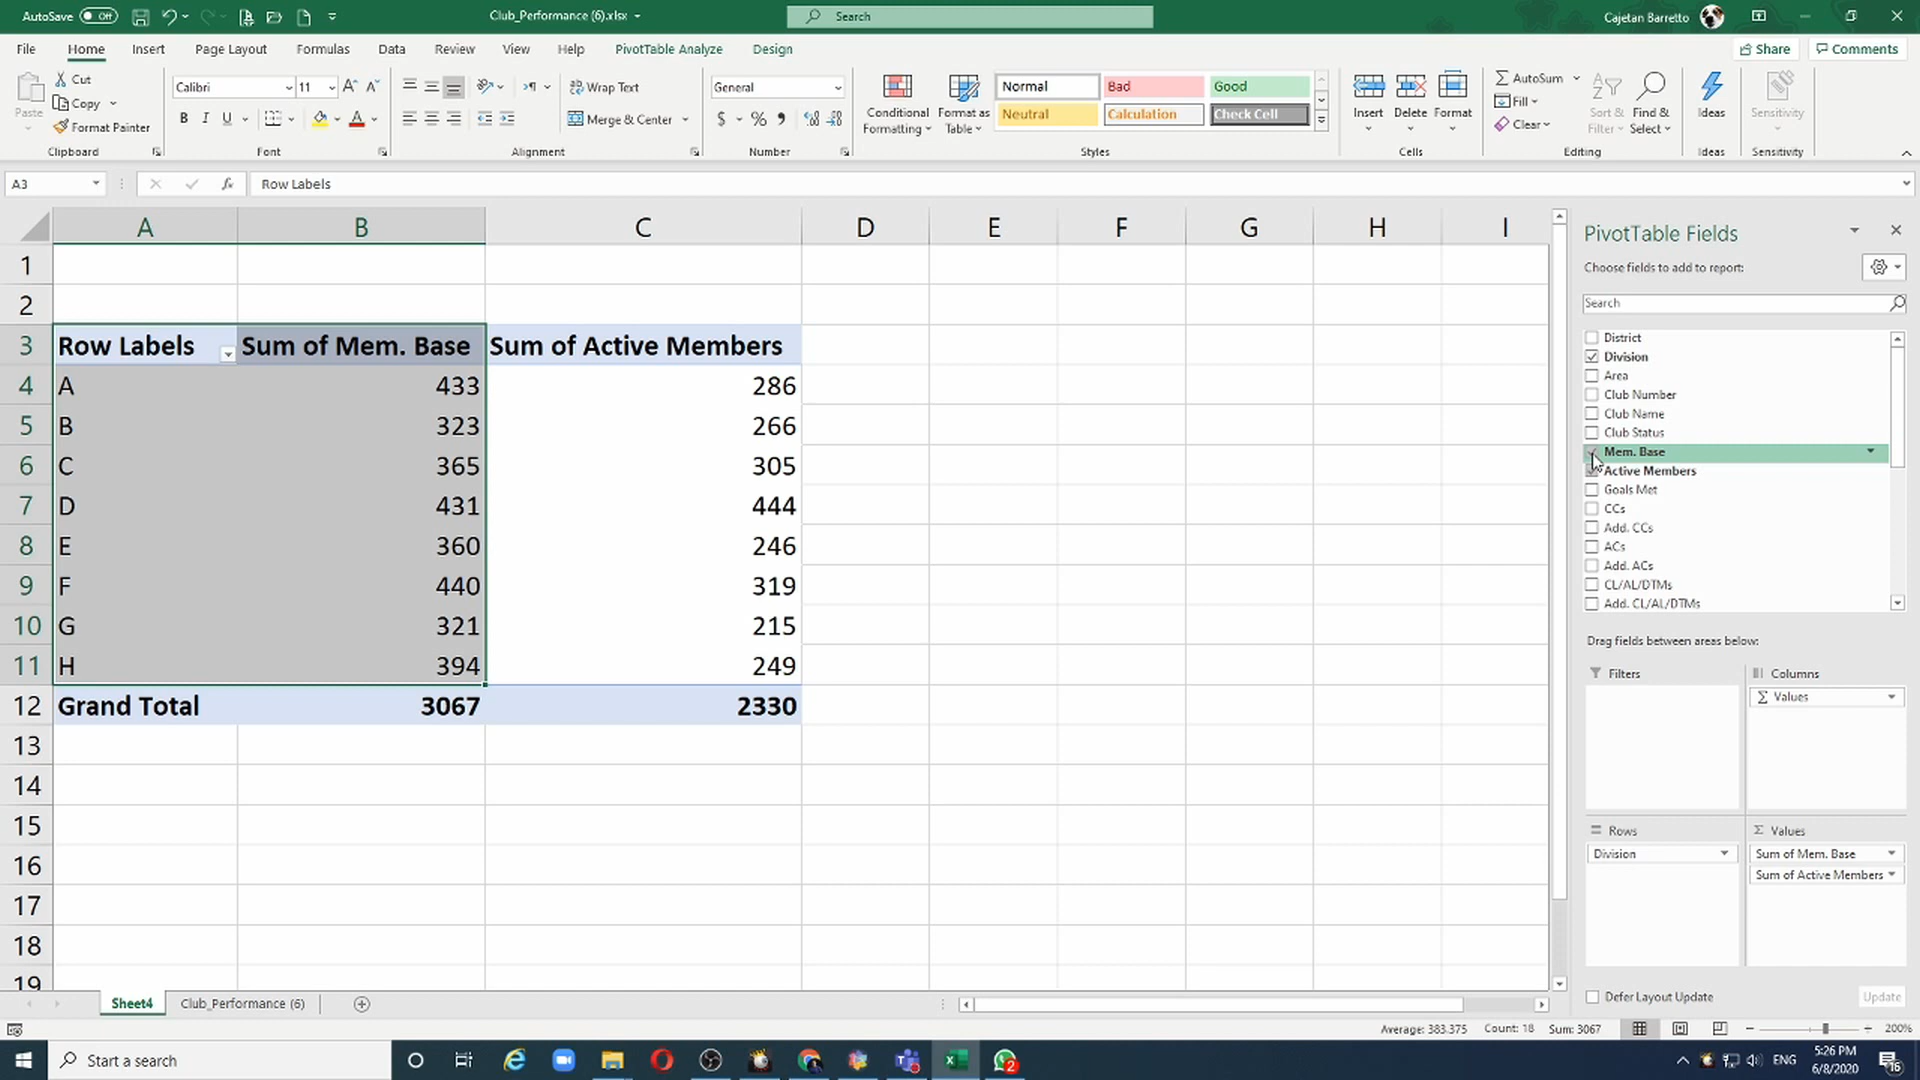 AutoSave Off Club_Performance (6).xlsx Search Cajetan Barretto
File Home Insert Page Layout Formulas Data Review View Help PivotTable Analyze Design Share Comments
Paste Cut Copy Format Painter Clipboard
Calibri 11 B I U A Font
Wrap Text Merge & Center Alignment
General $ % Number
Conditional Formatting Format as Table Normal Bad Good Neutral Calculation Check Cell Styles
Insert Delete Format Cells
AutoSum Fill Clear Sort & Filter Find & Select Editing
Ideas Ideas
Sensitivity Sensitivity
A3 fx Row Labels
A B C D E F G H I
1
2
3 Row Labels Sum of Mem. Base Sum of Active Members
4 A 433 286
5 B 323 266
6 C 365 305
7 D 431 444
8 E 360 246
9 F 440 319
10 G 321 215
11 H 394 249
12 Grand Total 3067 2330
13
14
15
16
17
18
19
PivotTable Fields
Choose fields to add to report:
Search
District
Division
Area
Club Number
Club Name
Club Status
Mem. Base
Active Members
Goals Met
CCs
Add. CCs
ACs
Add. ACs
CL/AL/DTMs
Add. CL/AL/DTMs
Drag fields between areas below:
Filters Columns
Σ Values
Rows Σ Values
Division Sum of Mem. Base
Sum of Active Members
Defer Layout Update Update
Sheet4 Club_Performance (6)
Average: 383.375 Count: 18 Sum: 3067 200%
Start a search 2 ENG 5:26 PM 16
6/8/2020